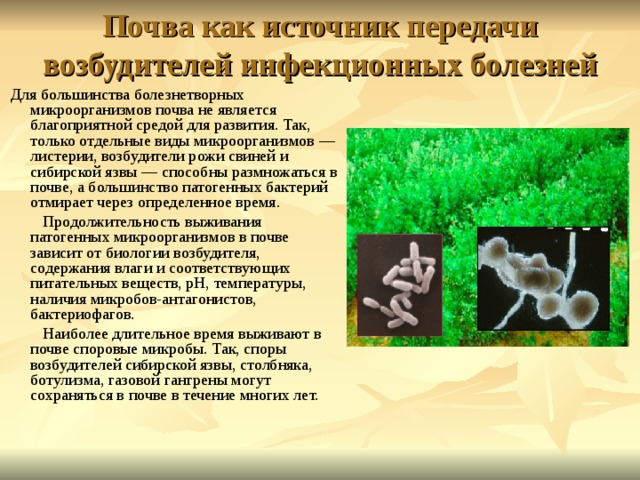 Почва как источник передачи
возбудителей инфекционных болезней
Для большинства болезнетворных
микроорганизмов почва не является
благоприятной средой для развития. Так,
только отдельные виды микроорганизмов —
листерии, возбудители рожи свиней и
сибирской язвы — способны размножаться в
почве, а большинство патогенных бактерий
отмирает через определенное время.
Продолжительность выживания
патогенных микроорганизмов в почве
зависит от биологии возбудителя,
содержания влаги и соответствующих
питательных веществ, рН, температуры,
наличия микробов-антагонистов,
бактериофагов.
Наиболее длительное время выживают в
почве споровые микробы. Так, споры
возбудителей сибирской язвы, столбняка,
ботулизма, газовой гангрены могут
сохраняться в почве в течение многих лет.